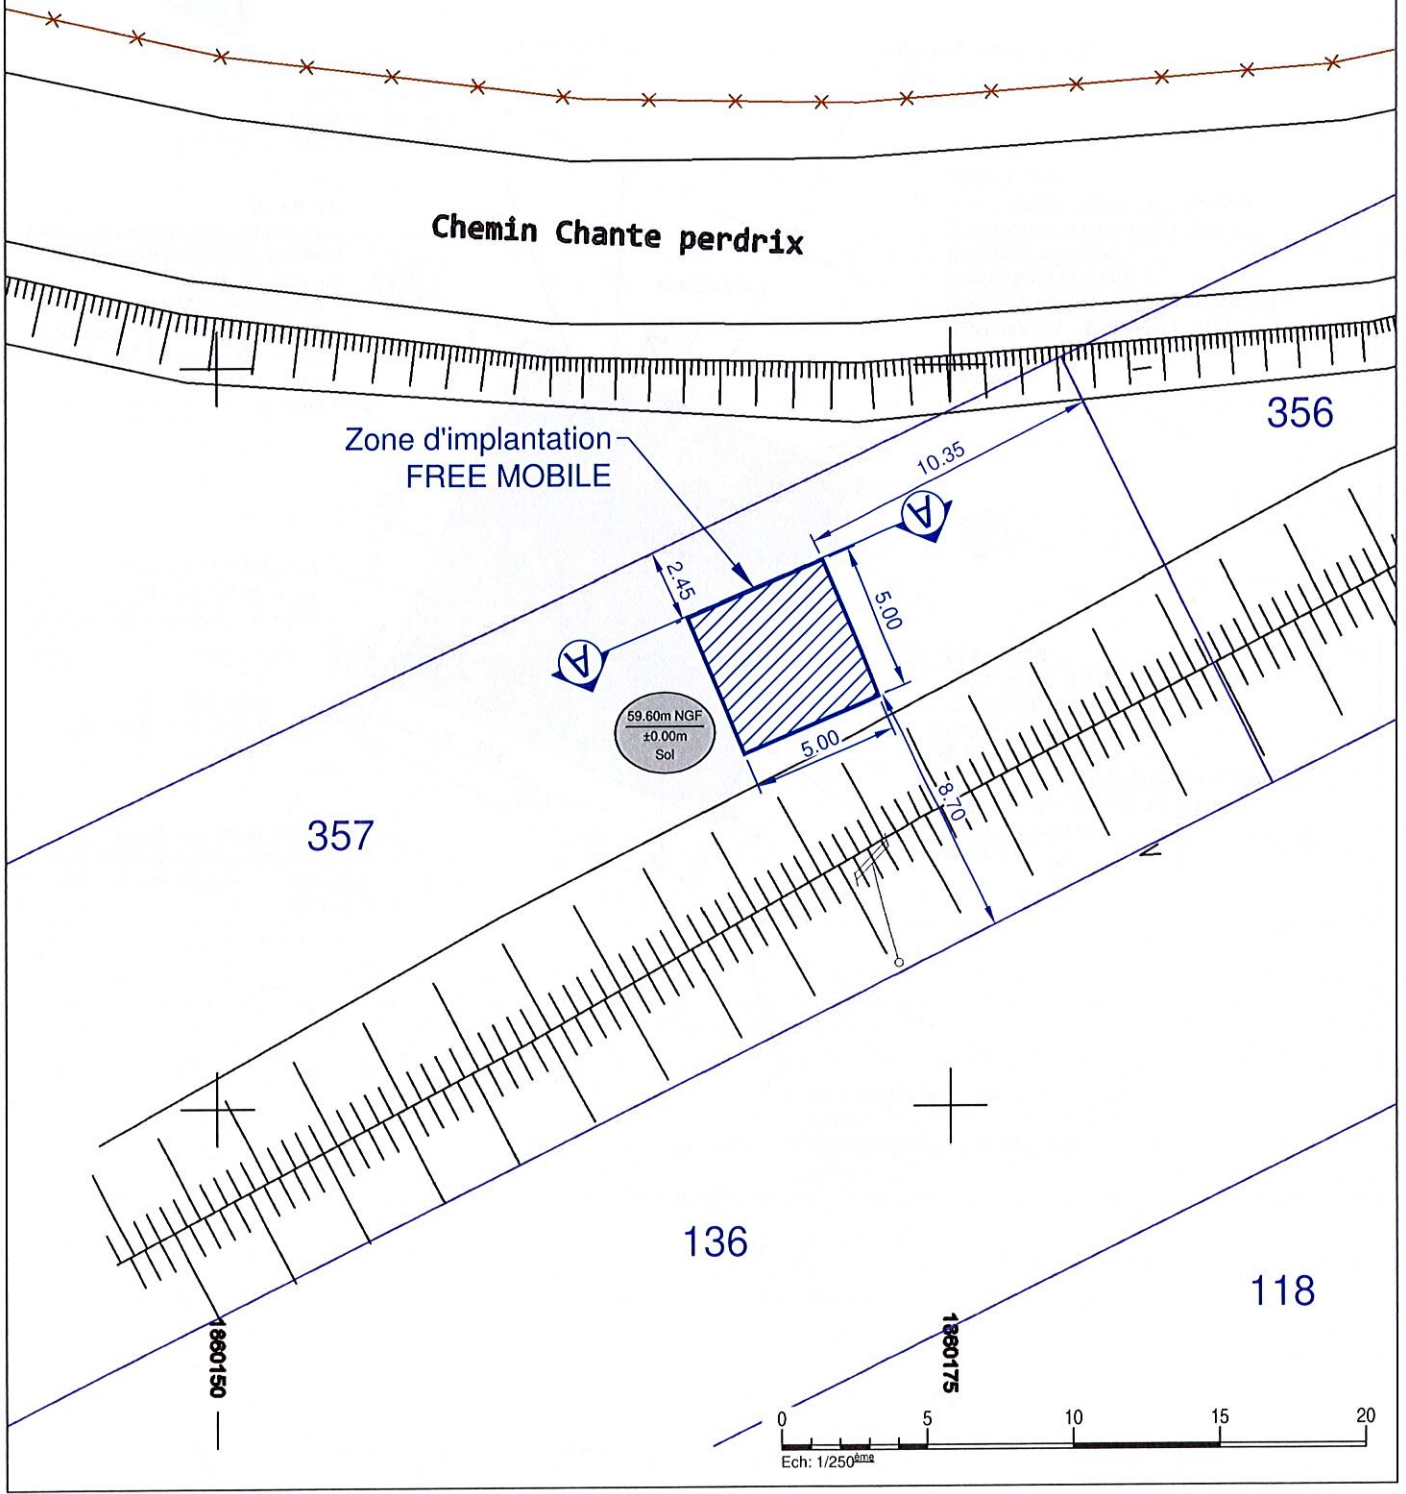 Chemin Chante perdrix
356
Zone d'implantation
FREE MOBILE
10.35
A
2.45
5.00
A
59.60m NGF
±0.00m
Sol
5.00
8.70
357
136
118
1860150
1860175
0 5 10 15 20
Ech: 1/250ème